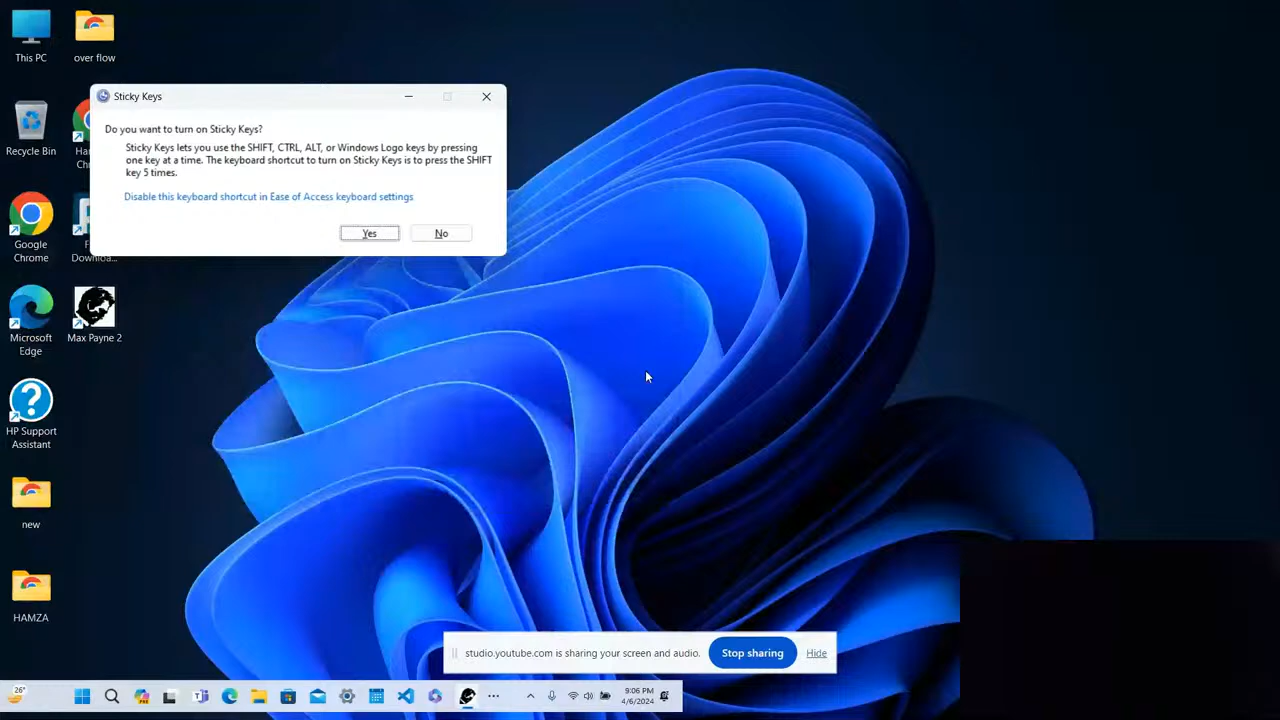 This PC
over flow
Sticky Keys
Do you want to turn on Sticky Keys?
Sticky Keys lets you use the SHIFT, CTRL, ALT, or Windows Logo keys by pressing
one key at a time. The keyboard shortcut to turn on Sticky Keys is to press the SHIFT
key 5 times.
Disable this keyboard shortcut in Ease of Access keyboard settings
Yes
No
Recycle Bin
Google
Chrome
Downloa...
Microsoft
Edge
Max Payne 2
HP Support
Assistant
new
HAMZA
studio.youtube.com is sharing your screen and audio.
Stop sharing
Hide
26°
9:06 PM
4/6/2024